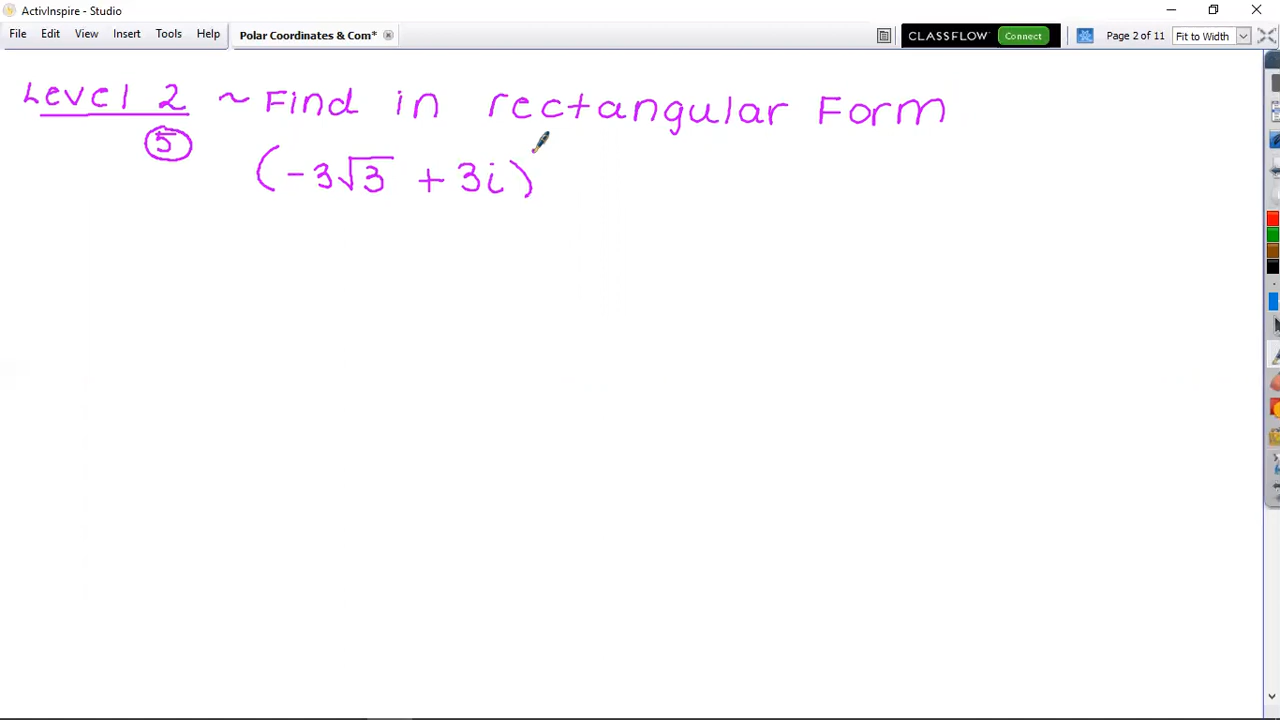 ActivInspire - Studio
File Edit View Insert Tools Help Polar Coordinates & Com* CLASSFLOW Connect Page 2 of 11 Fit to Width
Level 2 ~ Find in rectangular Form
5
(-3√3 + 3i)